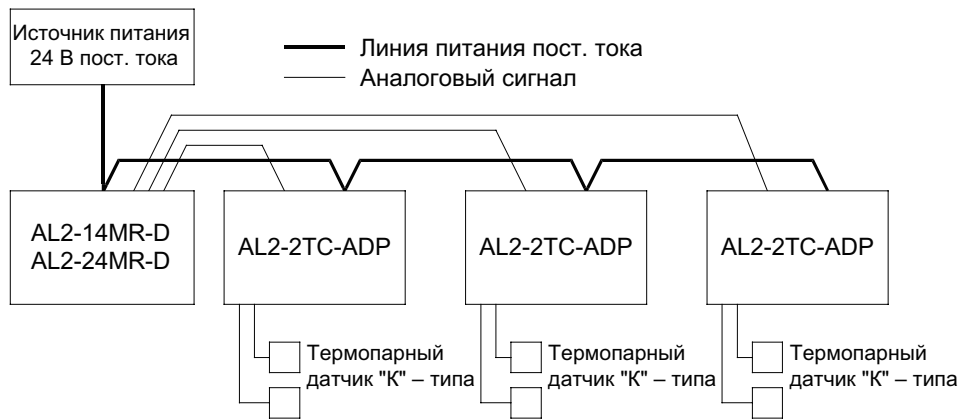 Источник питания
24 В пост. тока
Линия питания пост. тока
Аналоговый сигнал
AL2-14MR-D
AL2-24MR-D
AL2-2TC-ADP
AL2-2TC-ADP
AL2-2TC-ADP
Термопарный
датчик "К" – типа
Термопарный
датчик "К" – типа
Термопарный
датчик "К" – типа